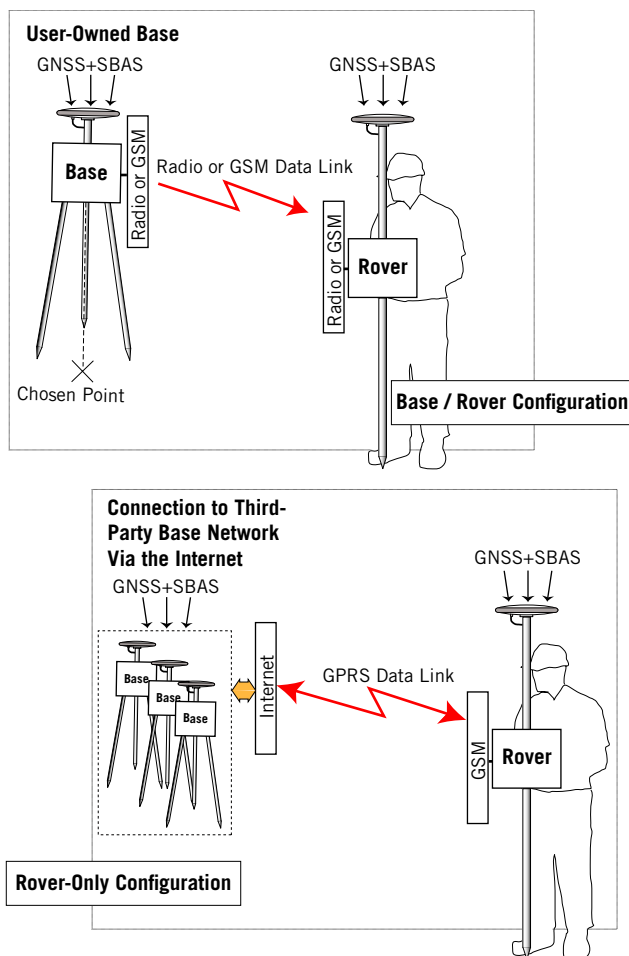 User-Owned Base
GNSS+SBAS
GNSS+SBAS
Base
Radio or GSM
Radio or GSM Data Link
Radio or GSM
Rover
Chosen Point
Base / Rover Configuration
Connection to Third-
Party Base Network
Via the Internet
GNSS+SBAS
GNSS+SBAS
Base
Base
Base
Internet
GPRS Data Link
GSM
Rover
Rover-Only Configuration